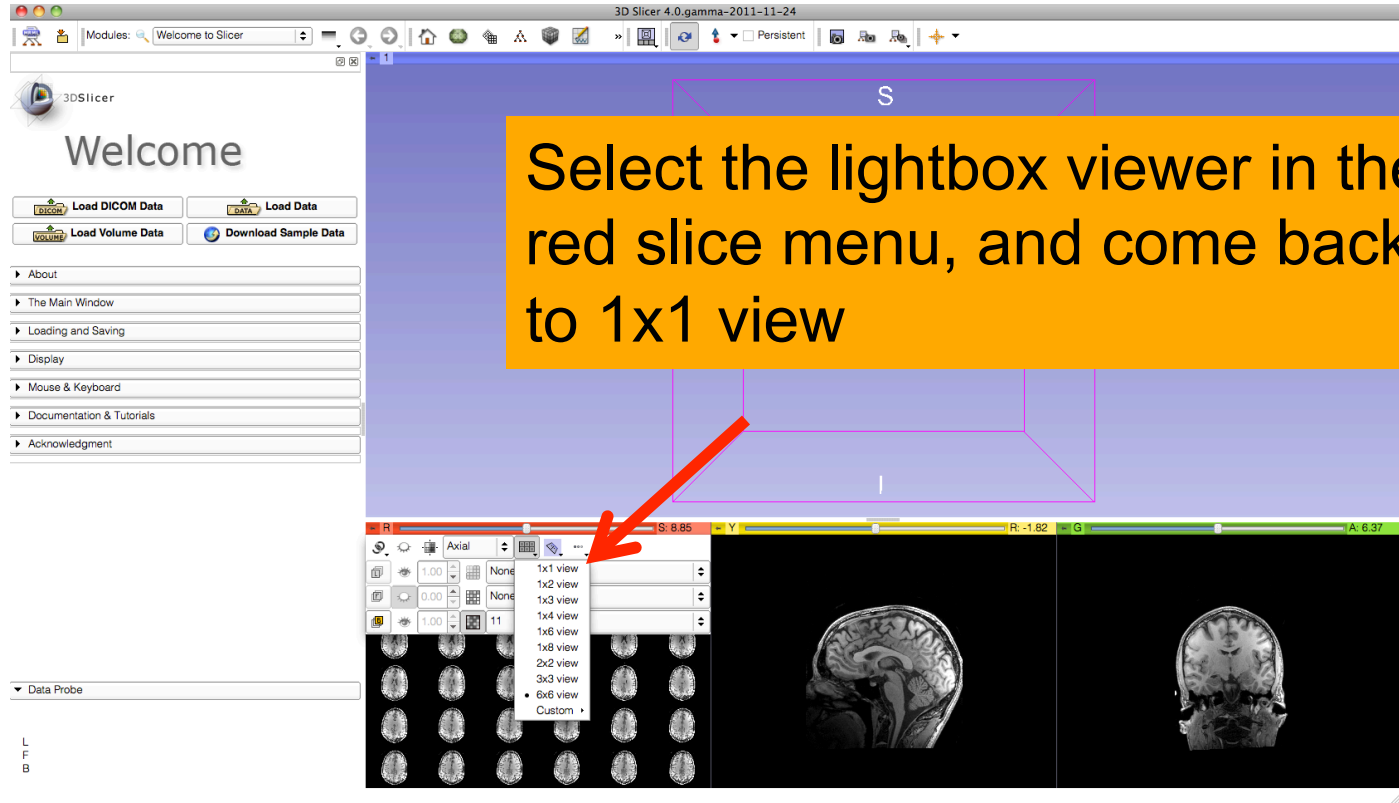 3D Slicer 4.0.gamma-2011-11-24
Modules: Welcome to Slicer » Persistent
1
3DSlicer
Welcome
DICOM Load DICOM Data DATA Load Data
VOLUME Load Volume Data Download Sample Data
About
The Main Window
Loading and Saving
Display
Mouse & Keyboard
Documentation & Tutorials
Acknowledgment
Data Probe
L
F
B
S
Select the lightbox viewer in the
red slice menu, and come back
to 1x1 view
I
R S: 8.85
Y R: -1.82
G A: 6.37
Axial
1.00 None
0.00 None
1.00 11
1x1 view
1x2 view
1x3 view
1x4 view
1x6 view
1x8 view
2x2 view
3x3 view
6x6 view
Custom